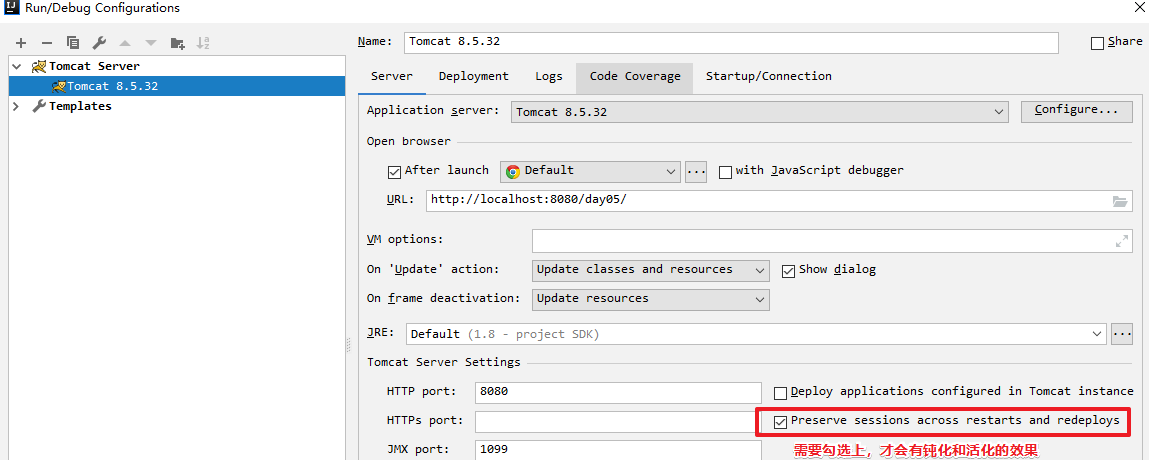 Run/Debug Configurations
Name: Tomcat 8.5.32 Share
Tomcat Server
Tomcat 8.5.32
Templates
Server Deployment Logs Code Coverage Startup/Connection
Application server: Tomcat 8.5.32 Configure...
Open browser
After launch Default ... with JavaScript debugger
URL: http://localhost:8080/day05/
VM options:
On 'Update' action: Update classes and resources Show dialog
On frame deactivation: Update resources
JRE: Default (1.8 - project SDK) ...
Tomcat Server Settings
HTTP port: 8080 Deploy applications configured in Tomcat instance
HTTPs port: Preserve sessions across restarts and redeploys
JMX port: 1099 需要勾选上，才会有钝化和活化的效果